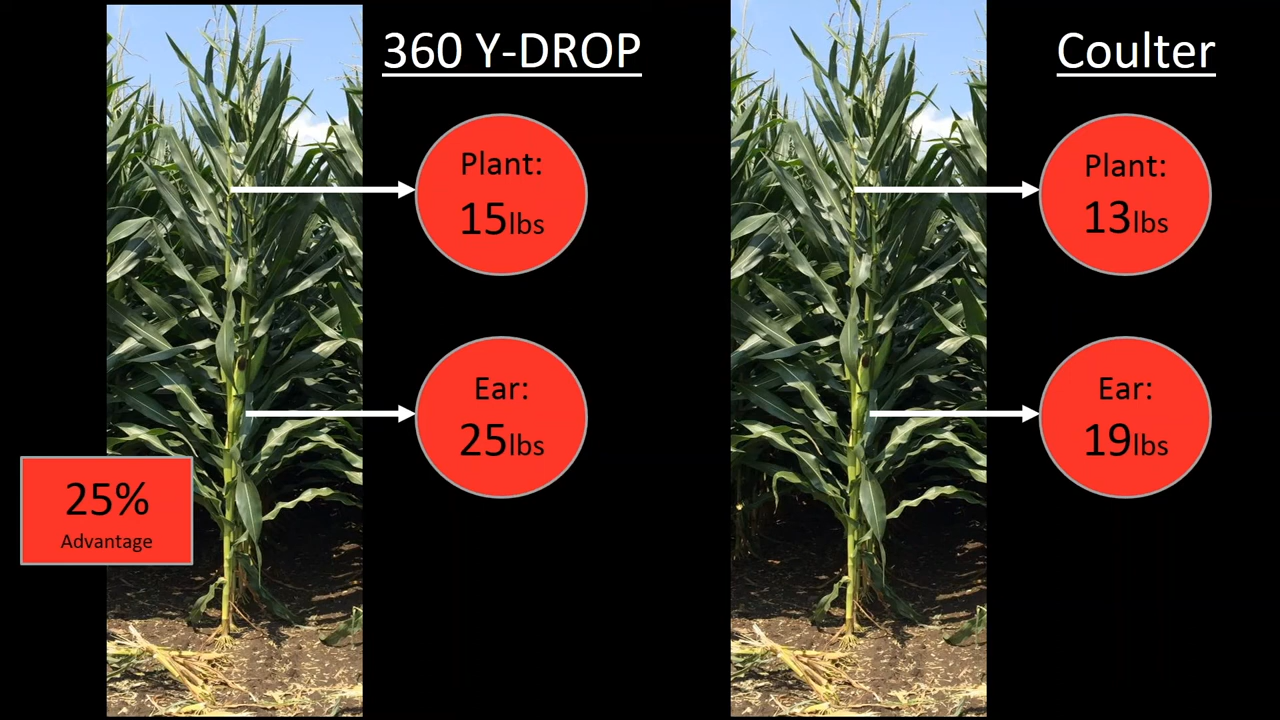 360 Y-DROP
Plant:
15lbs
Ear:
25lbs
25%
Advantage
Coulter
Plant:
13lbs
Ear:
19lbs